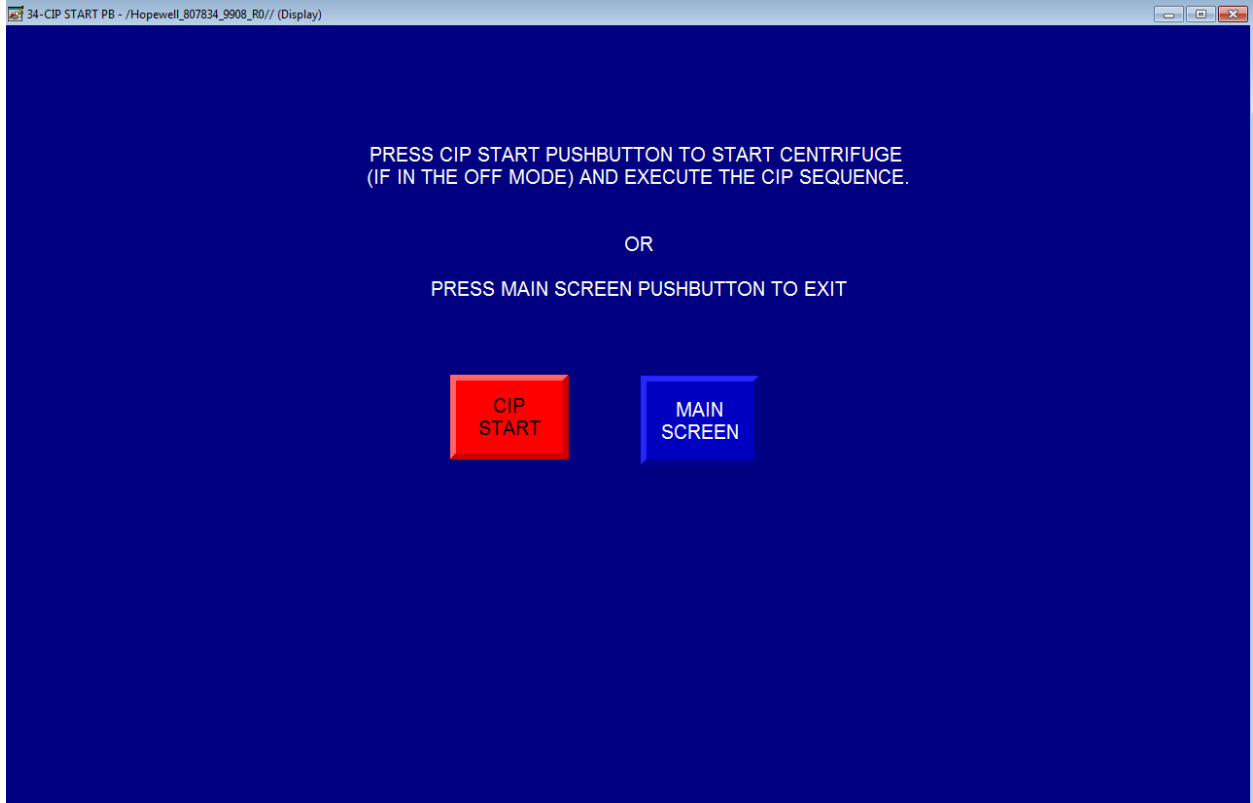 34-CIP START PB - /Hopewell_807834_9908_R0// (Display)
PRESS CIP START PUSHBUTTON TO START CENTRIFUGE
(IF IN THE OFF MODE) AND EXECUTE THE CIP SEQUENCE.
OR
PRESS MAIN SCREEN PUSHBUTTON TO EXIT
CIP
START
MAIN
SCREEN